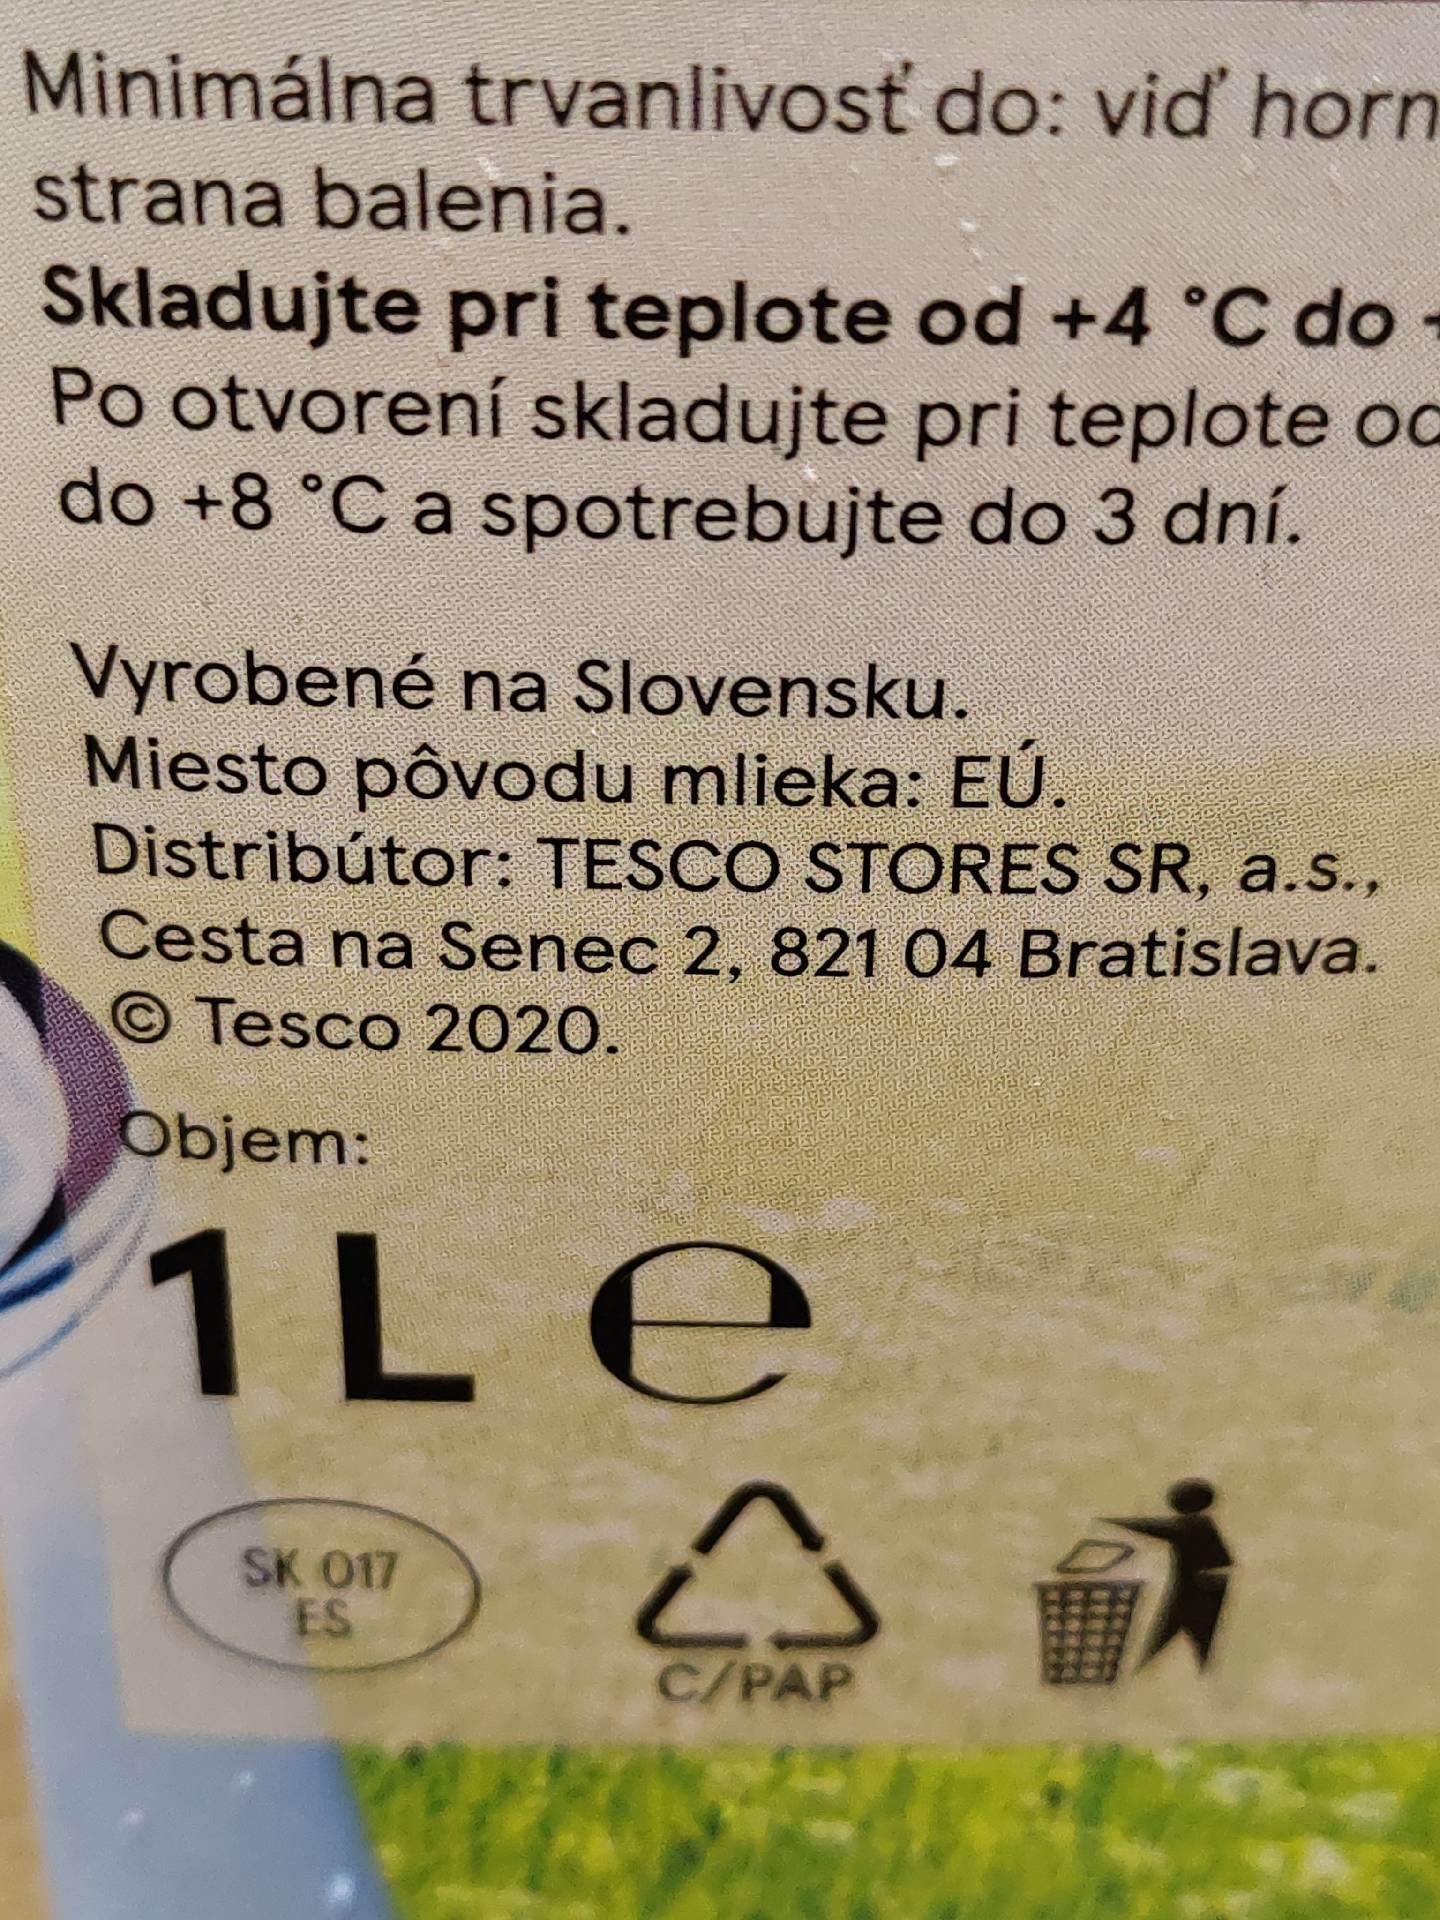 Minimálna trvanlivosť do: viď horn
strana balenia.
Skladujte pri teplote od +4 °C do +
Po otvorení skladujte pri teplote od
do +8 °C a spotrebujte do 3 dní.
Vyrobené na Slovensku.
Miesto pôvodu mlieka: EÚ.
Distribútor: TESCO STORES SR, a.s.,
Cesta na Senec 2, 821 04 Bratislava.
© Tesco 2020.
Objem:
1 L ℮
SK 017
ES
C/PAP